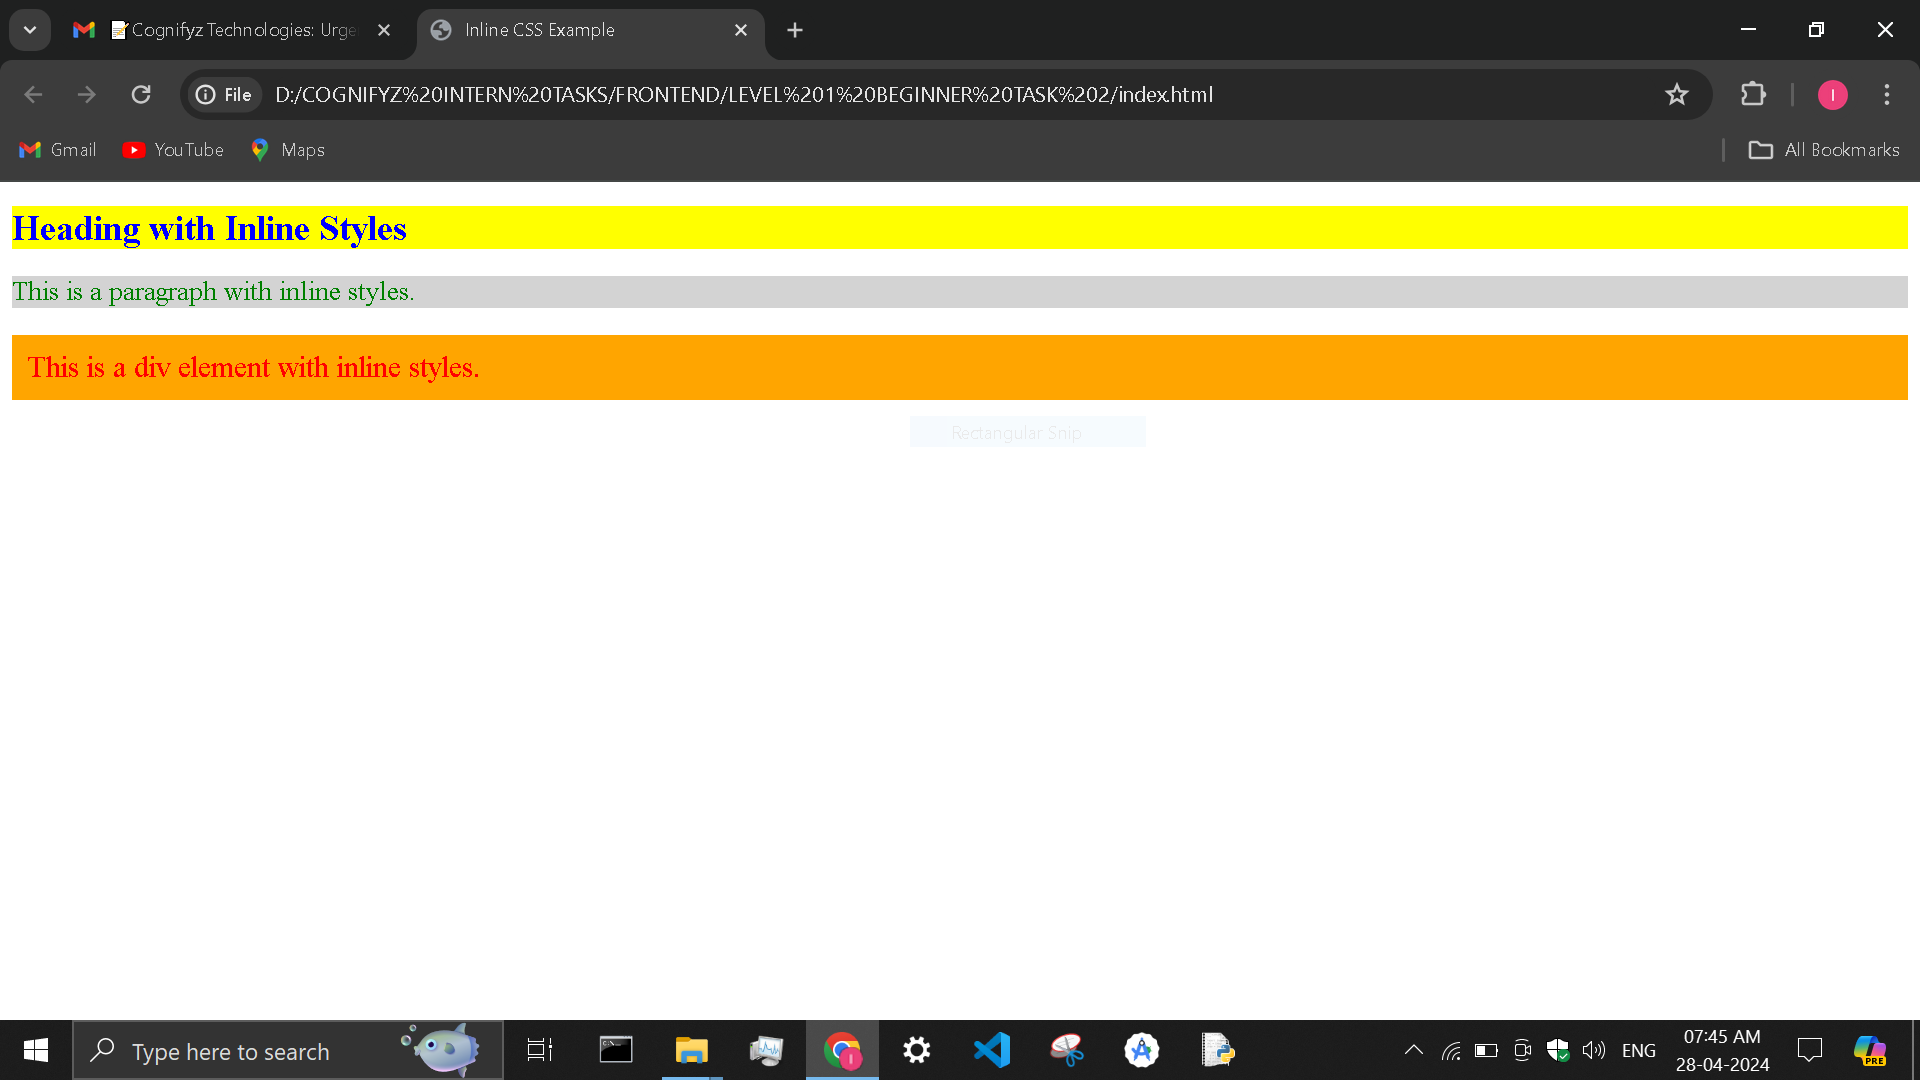 📝Cognifyz Technologies: Urge
Inline CSS Example
File
D:/COGNIFYZ%20INTERN%20TASKS/FRONTEND/LEVEL%201%20BEGINNER%20TASK%202/index.html
I
Gmail
YouTube
Maps
All Bookmarks
Heading with Inline Styles
This is a paragraph with inline styles.
This is a div element with inline styles.
Rectangular Snip
Type here to search
I
ENG
07:45 AM
28-04-2024
PRE